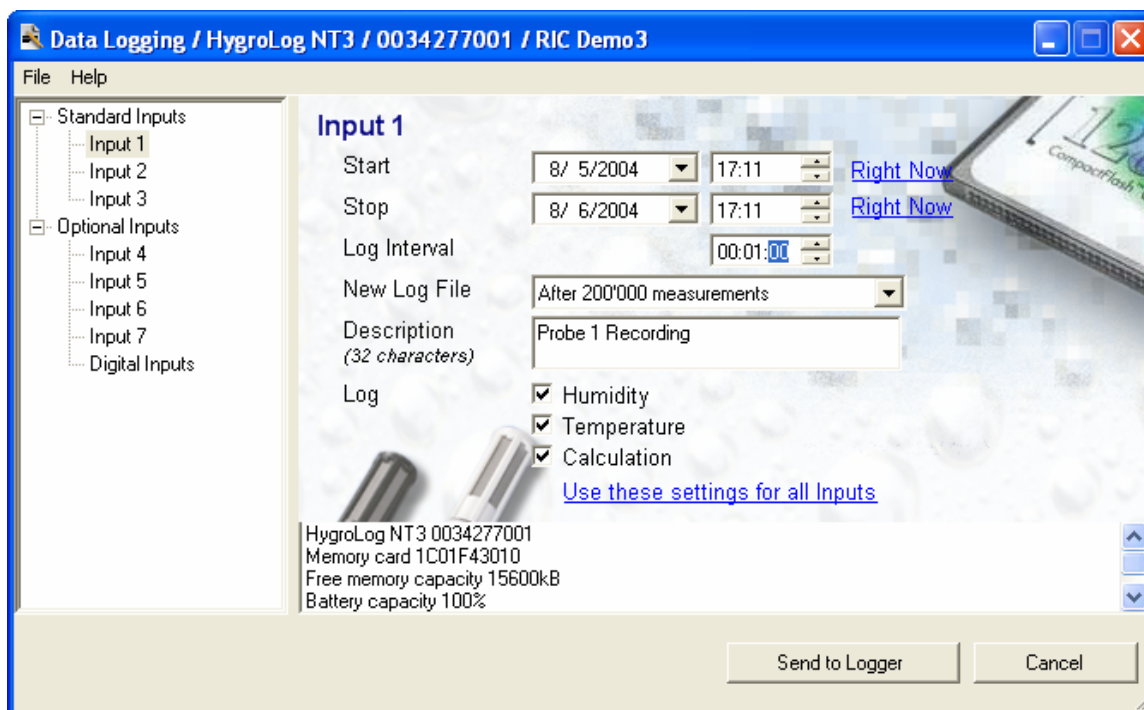 Data Logging / HygroLog NT3 / 0034277001 / RIC Demo3
File Help
Standard Inputs
Input 1
Input 2
Input 3
Optional Inputs
Input 4
Input 5
Input 6
Input 7
Digital Inputs
Input 1
Start 8/ 5/2004 17:11 Right Now
Stop 8/ 6/2004 17:11 Right Now
Log Interval 00:01:00
New Log File After 200'000 measurements
Description Probe 1 Recording
(32 characters)
Log Humidity
Temperature
Calculation
Use these settings for all Inputs
CompactFlash
HygroLog NT3 0034277001
Memory card 1C01F43010
Free memory capacity 15600kB
Battery capacity 100%
Send to Logger Cancel